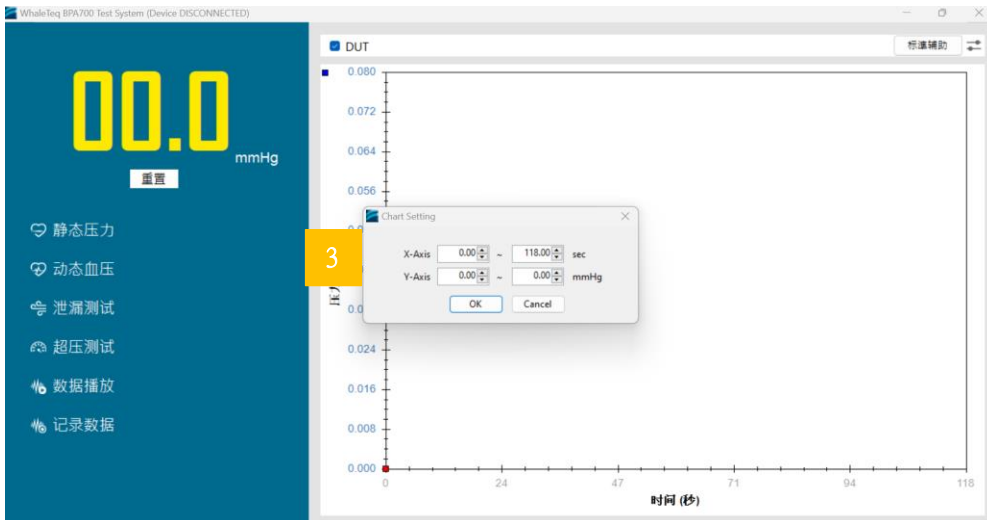 WhaleTeq BPA700 Test System (Device DISCONNECTED)
00.0
mmHg
重置
静态压力
动态血压
泄漏测试
超压测试
数据播放
记录数据
DUT
标准辅助
0.080
0.072
0.064
0.056
3
Chart Setting
X-Axis 0.00 ~ 118.00 sec
Y-Axis 0.00 ~ 0.00 mmHg
OK Cancel
0.024
0.016
0.008
0.000
0 24 47 71 94 118
时间 (秒)